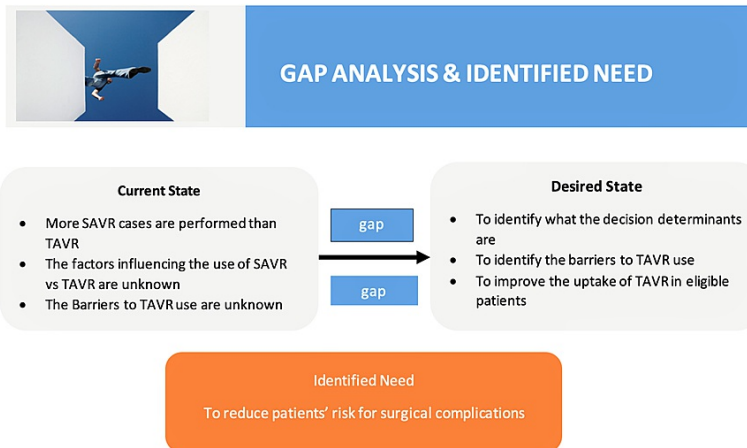 GAP ANALYSIS & IDENTIFIED NEED
Current State
• More SAVR cases are performed than
TAVR
• The factors influencing the use of SAVR
vs TAVR are unknown
• The Barriers to TAVR use are unknown
gap
gap
Desired State
• To identify what the decision determinants
are
• To identify the barriers to TAVR use
• To improve the uptake of TAVR in eligible
patients
Identified Need
To reduce patients' risk for surgical complications